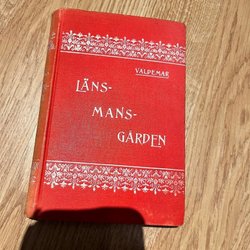 VALDEMAR
LÄNS-
MANS-
GÅRDEN